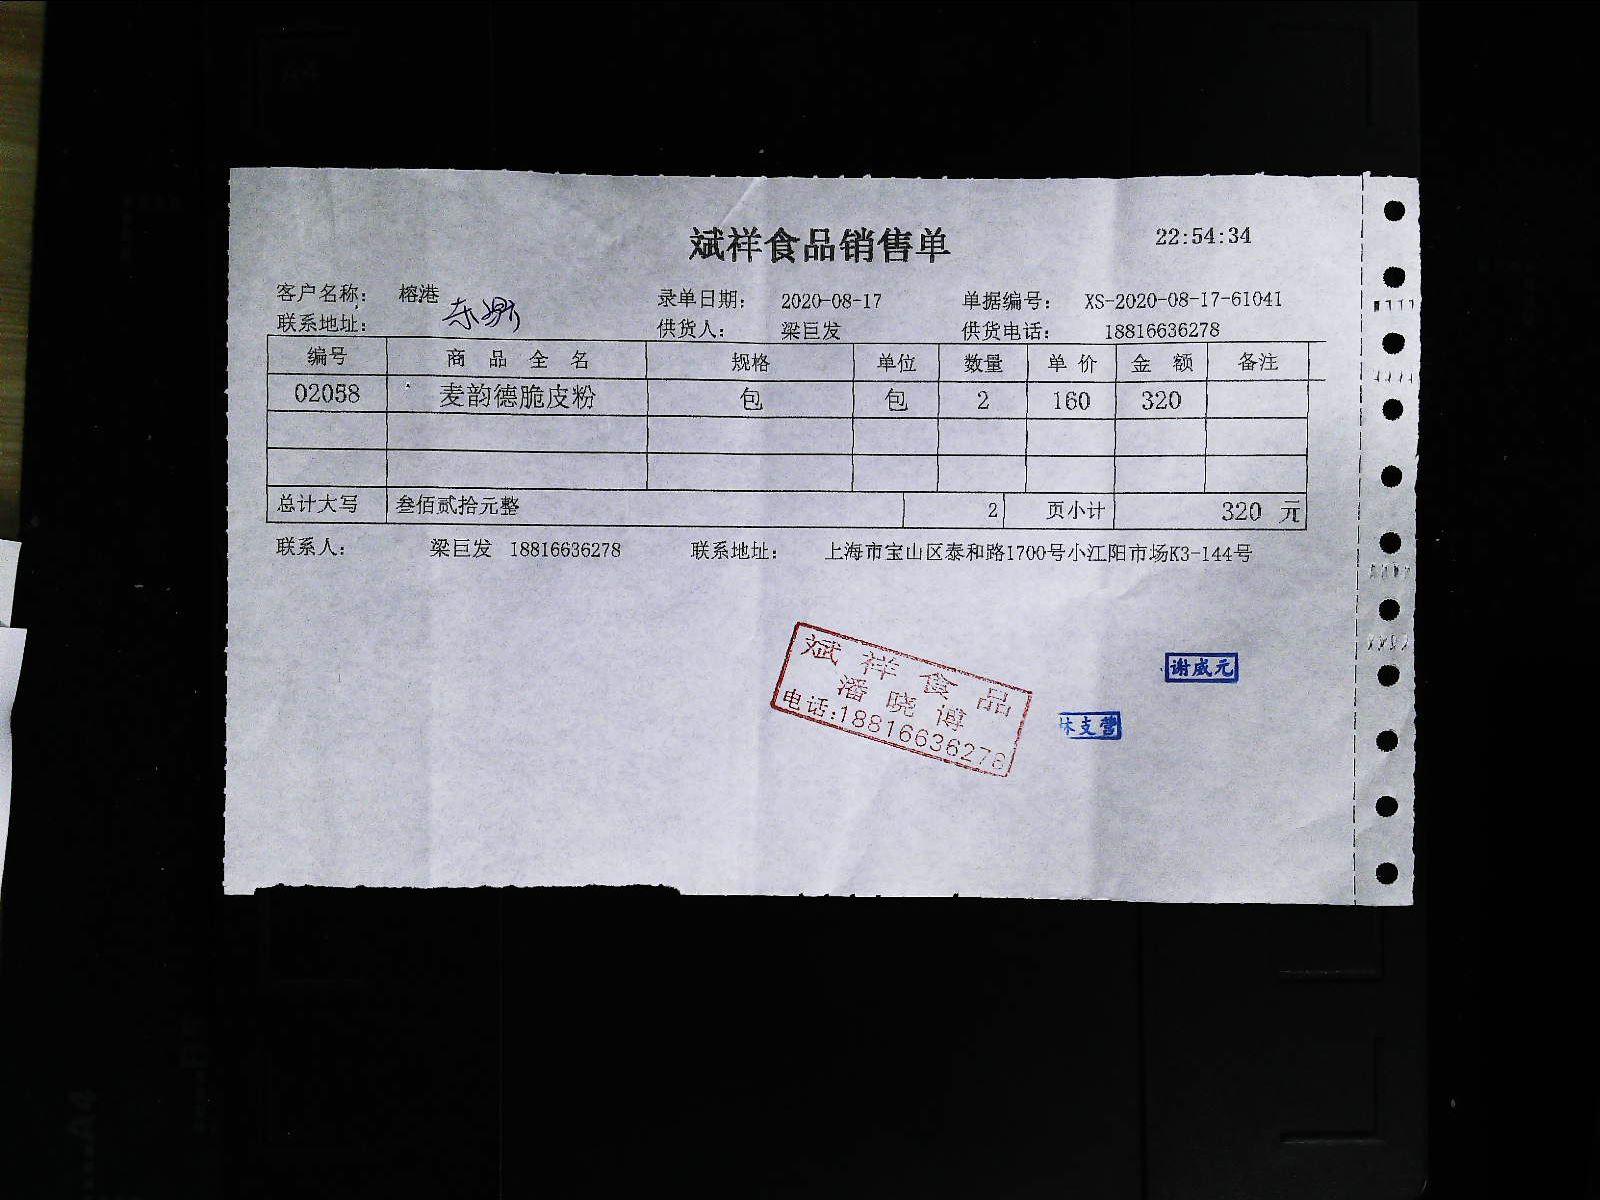 斌祥食品销售单 22:54:34
客户名称: 榕港 录单日期: 2020-08-17 单据编号: XS-2020-08-17-61041
联系地址: 供货人: 梁巨发 供货电话: 18816636278
编号 商品全名 规格 单位 数量 单价 金额 备注
02058 麦韵德脆皮粉 包 包 2 160 320
总计大写 叁佰贰拾元整 2 页小计 320 元
联系人: 梁巨发 18816636278 联系地址: 上海市宝山区泰和路1700号小江阳市场K3-144号
斌祥食品
潘晓博
电话:18816636278
谢威元
林支营